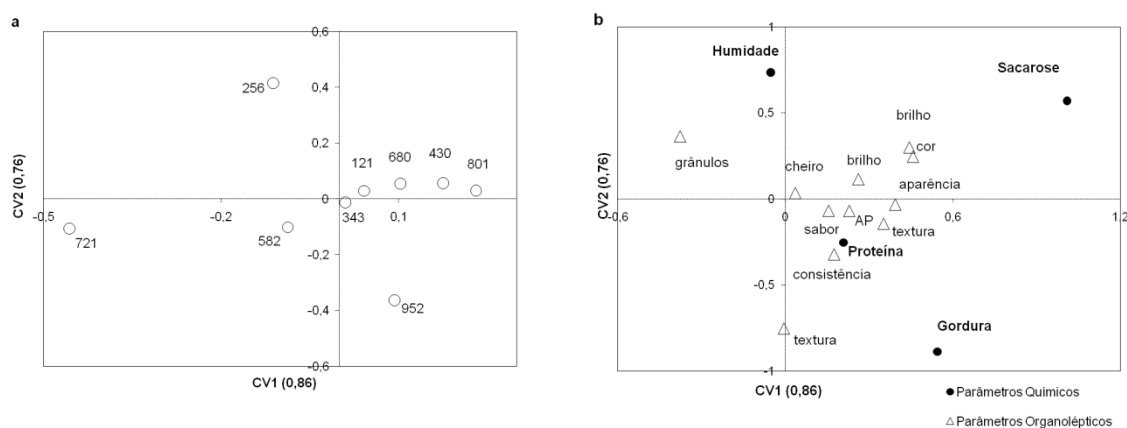 a
0,6
0,4
0,2
0
-0,2
-0,4
-0,6
-0,5
-0,2
0,1
256
121
680
430
801
343
721
582
952
CV2 (0,76)
CV1 (0,86)
b
1
0,5
0
-0,5
-1
-0,6
0
0,6
1,2
Humidade
Sacarose
brilho
cor
grânulos
cheiro
brilho
aparência
sabor
AP
textura
Proteína
consistência
Gordura
textura
CV2 (0,76)
CV1 (0,86)
Parâmetros Químicos
Parâmetros Organolépticos